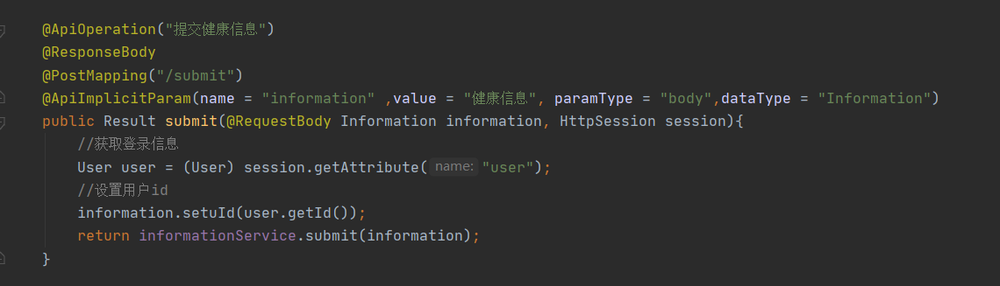 @ApiOperation("提交健康信息")
@ResponseBody
@PostMapping("/submit")
@ApiImplicitParam(name = "information" ,value = "健康信息", paramType = "body",dataType = "Information")
public Result submit(@RequestBody Information information, HttpSession session){
//获取登录信息
User user = (User) session.getAttribute( name: "user");
//设置用户id
information.setuId(user.getId());
return informationService.submit(information);
}